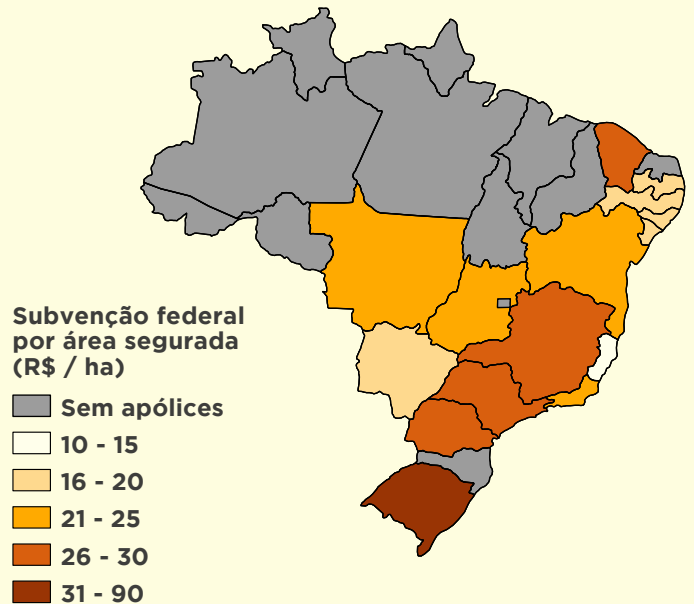 Subvenção federal
por área segurada
(R$ / ha)
Sem apólices
10 - 15
16 - 20
21 - 25
26 - 30
31 - 90